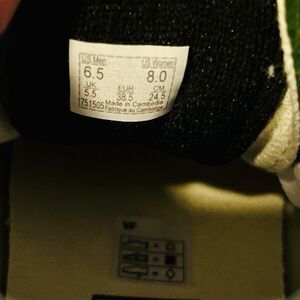 US Men US Women
6.5 8.0
UK EUR CM
5.5 38.5 24.5
Made in Cambodia
751505 Fabriqué au Cambodge
VF